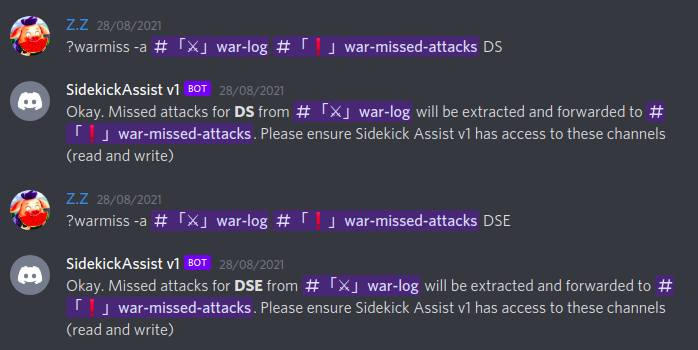 Z.Z 28/08/2021
?warmiss -a # 「⚔」war-log # 「❗」war-missed-attacks DS
SidekickAssist v1 BOT 28/08/2021
Okay. Missed attacks for DS from # 「⚔」war-log will be extracted and forwarded to #
「❗」war-missed-attacks. Please ensure Sidekick Assist v1 has access to these channels
(read and write)
Z.Z 28/08/2021
?warmiss -a # 「⚔」war-log # 「❗」war-missed-attacks DSE
SidekickAssist v1 BOT 28/08/2021
Okay. Missed attacks for DSE from # 「⚔」war-log will be extracted and forwarded to #
「❗」war-missed-attacks. Please ensure Sidekick Assist v1 has access to these channels
(read and write)